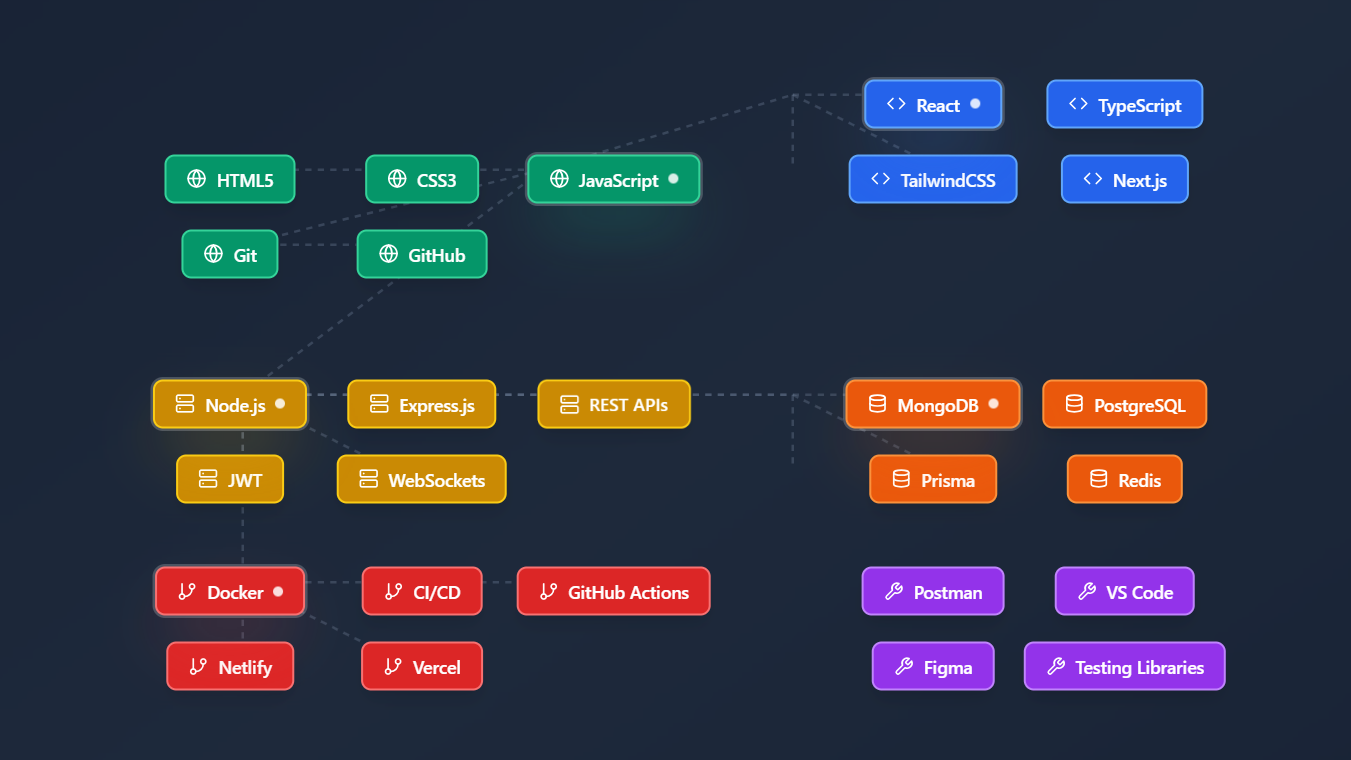 React
TypeScript
HTML5
CSS3
JavaScript
TailwindCSS
Next.js
Git
GitHub
Node.js
Express.js
REST APIs
MongoDB
PostgreSQL
JWT
WebSockets
Prisma
Redis
Docker
CI/CD
GitHub Actions
Postman
VS Code
Netlify
Vercel
Figma
Testing Libraries